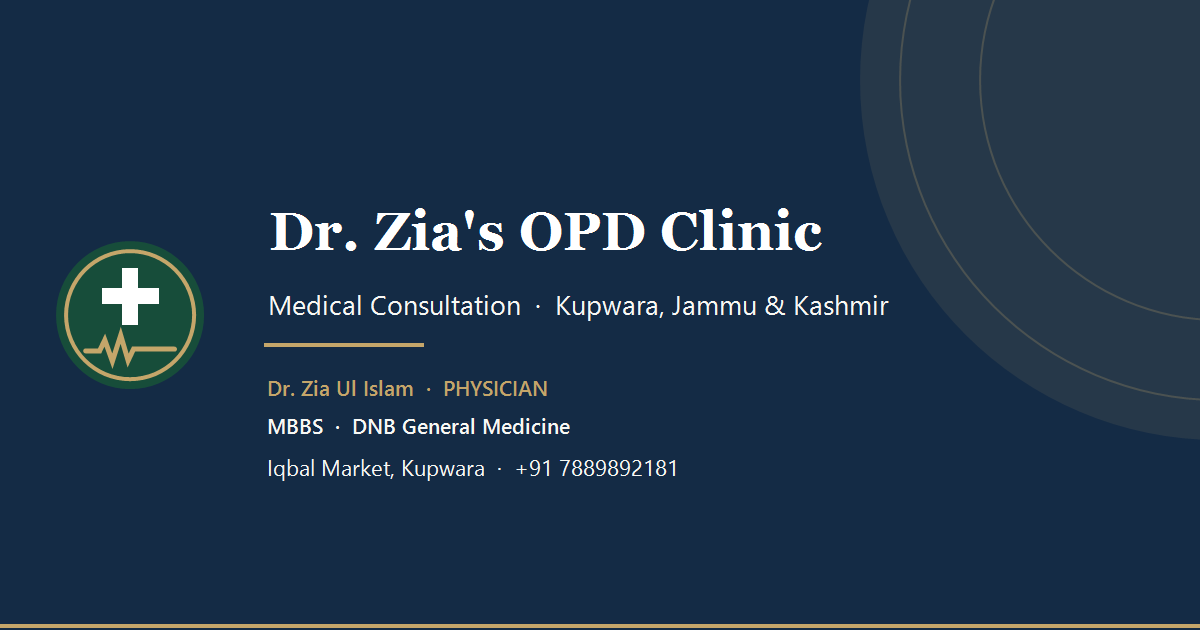 Dr. Zia's OPD Clinic
Medical Consultation · Kupwara, Jammu & Kashmir
Dr. Zia Ul Islam · PHYSICIAN
MBBS · DNB General Medicine
Iqbal Market, Kupwara · +91 7889892181